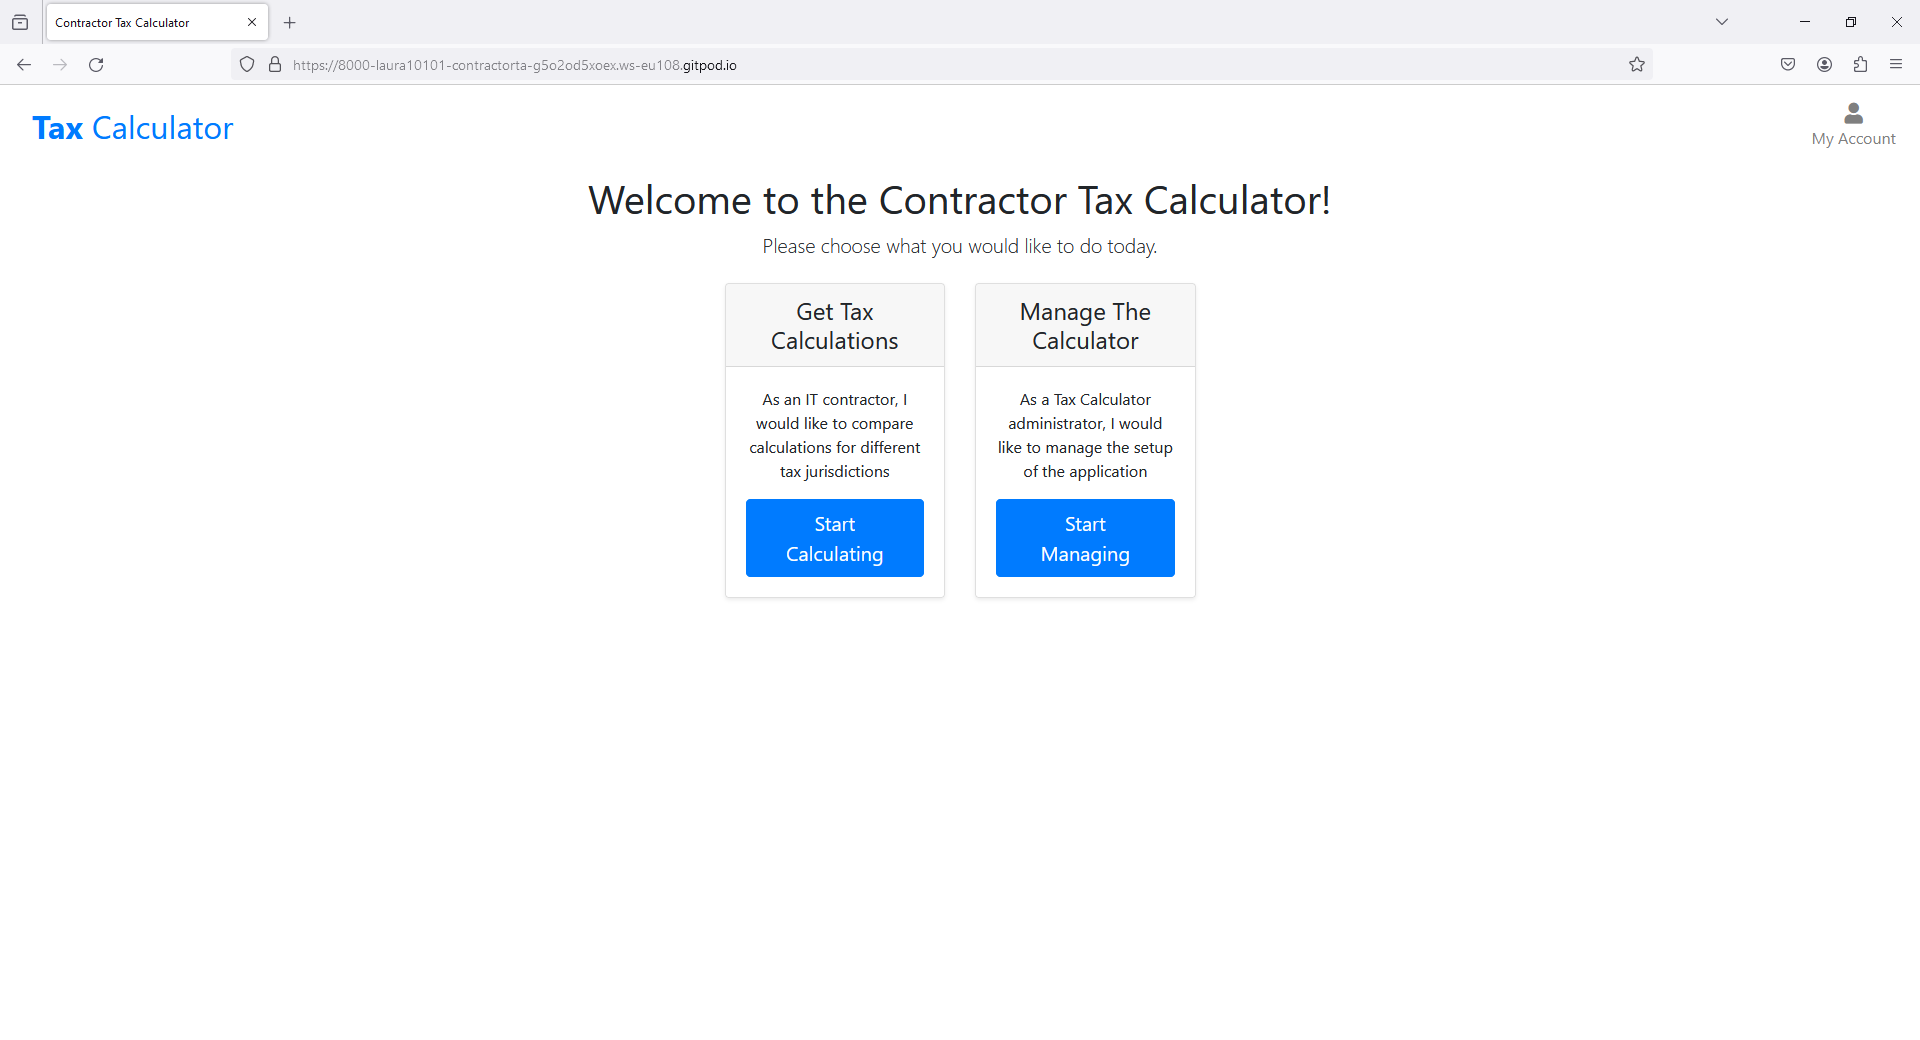 Contractor Tax Calculator
https://8000-laura10101-contractorta-g5o2od5xoex.ws-eu108.gitpod.io
Tax Calculator
My Account
Welcome to the Contractor Tax Calculator!
Please choose what you would like to do today.
Get Tax
Calculations
As an IT contractor, I
would like to compare
calculations for different
tax jurisdictions
Start
Calculating
Manage The
Calculator
As a Tax Calculator
administrator, I would
like to manage the setup
of the application
Start
Managing